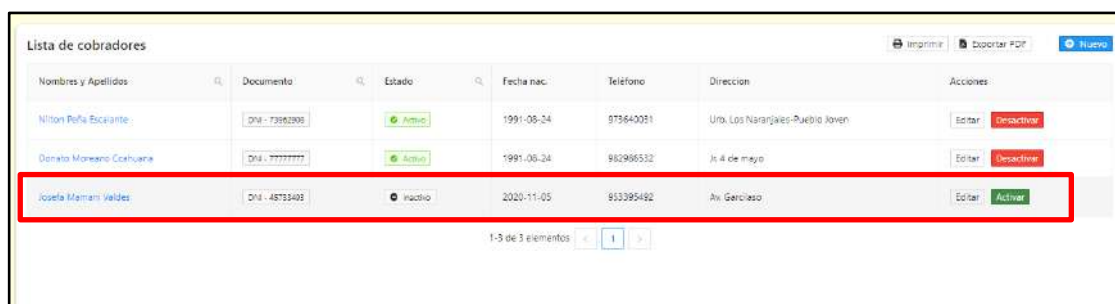 Lista de cobradores
Imprimir Exportar PDF Nuevo
Nombres y Apellidos Documento Estado Fecha nac. Teléfono Direccion Acciones
Nilton Peña Escalante DNI - 73962908 Activo 1991-08-24 973640031 Urb. Los Naranjales-Pueblo Joven Editar Desactivar
Donato Moreano Ccahuana DNI - 77777777 Activo 1991-08-24 982986532 Jr. 4 de mayo Editar Desactivar
Josefa Mamani Valdes Inactivo 2020-11-05 953395492 Av. Garcilaso Editar Activar
1-3 de 3 elementos < 1 >